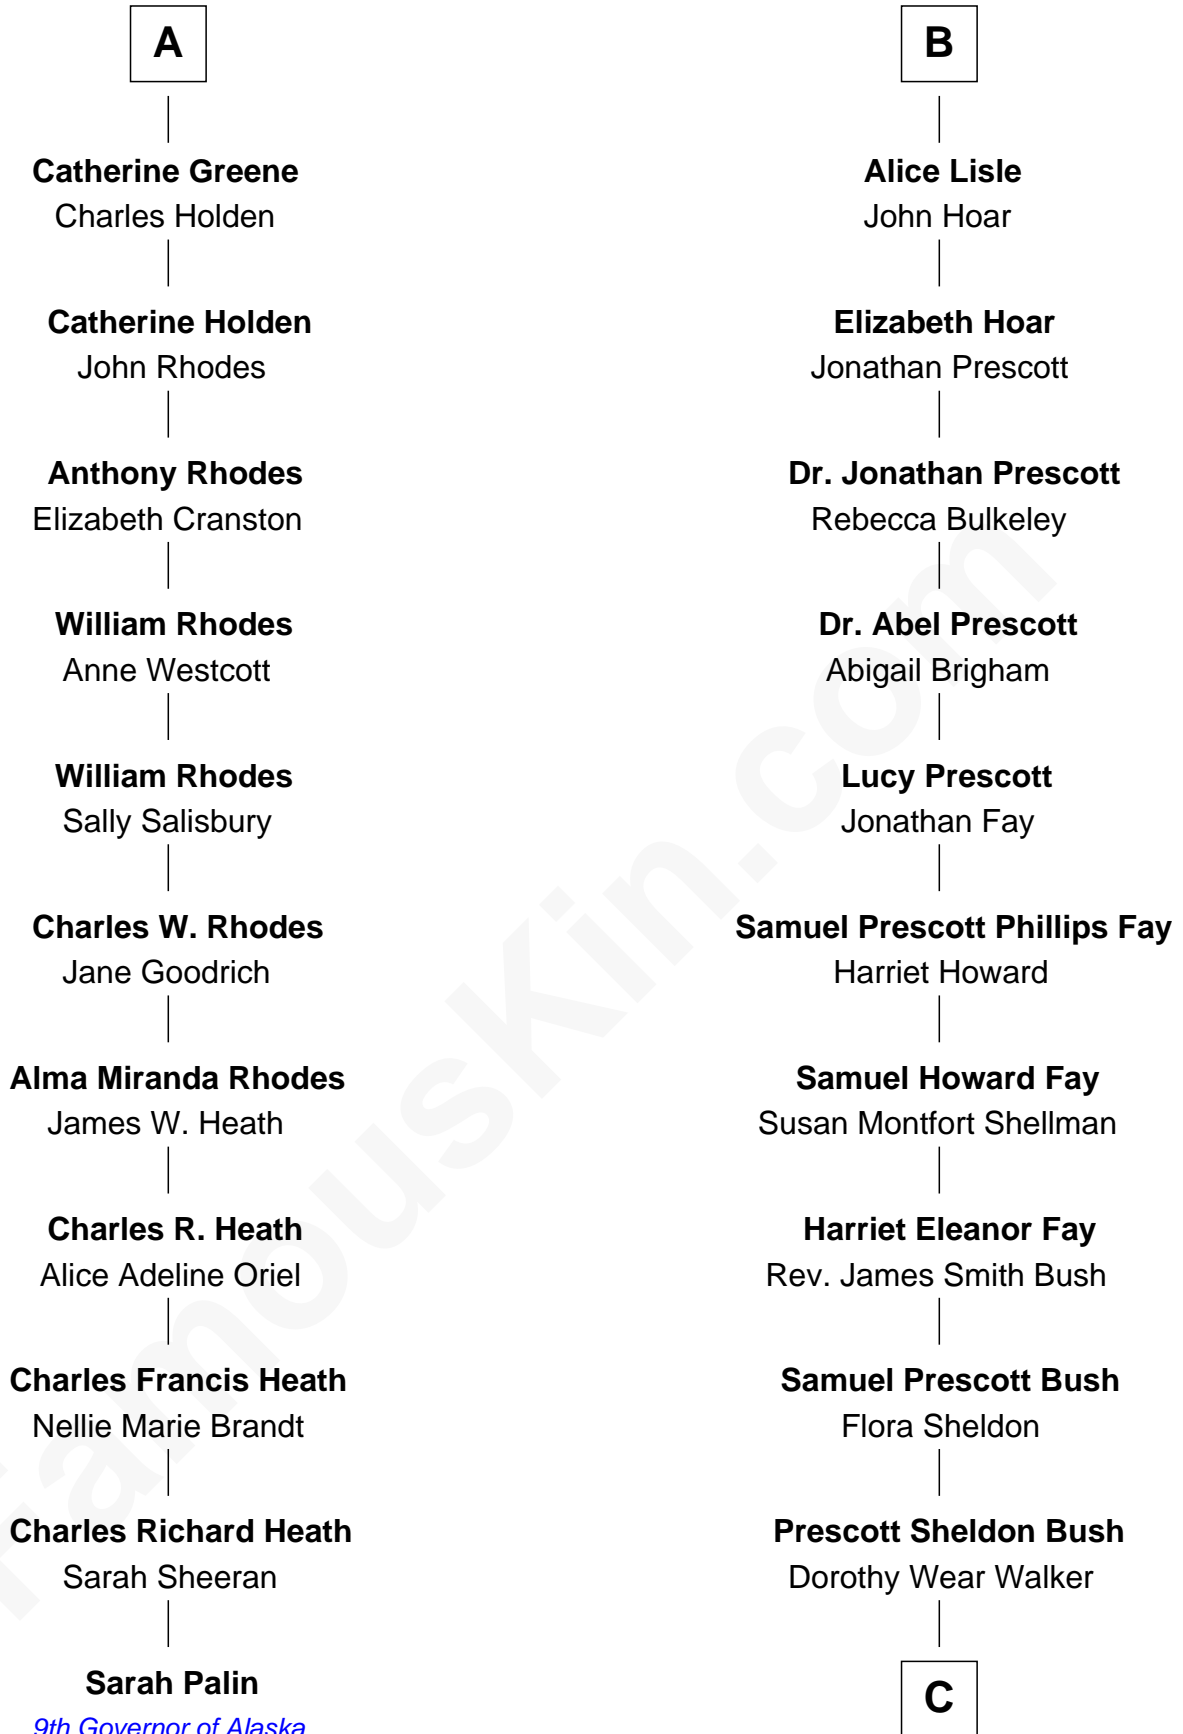 A
Catherine Greene
Charles Holden
Catherine Holden
John Rhodes
Anthony Rhodes
Elizabeth Cranston
William Rhodes
Anne Westcott
William Rhodes
Sally Salisbury
Charles W. Rhodes
Jane Goodrich
Alma Miranda Rhodes
James W. Heath
Charles R. Heath
Alice Adeline Oriel
Charles Francis Heath
Nellie Marie Brandt
Charles Richard Heath
Sarah Sheeran
Sarah Palin
9th Governor of Alaska
B
Alice Lisle
John Hoar
Elizabeth Hoar
Jonathan Prescott
Dr. Jonathan Prescott
Rebecca Bulkeley
Dr. Abel Prescott
Abigail Brigham
Lucy Prescott
Jonathan Fay
Samuel Prescott Phillips Fay
Harriet Howard
Samuel Howard Fay
Susan Montfort Shellman
Harriet Eleanor Fay
Rev. James Smith Bush
Samuel Prescott Bush
Flora Sheldon
Prescott Sheldon Bush
Dorothy Wear Walker
C
FamousKin.com